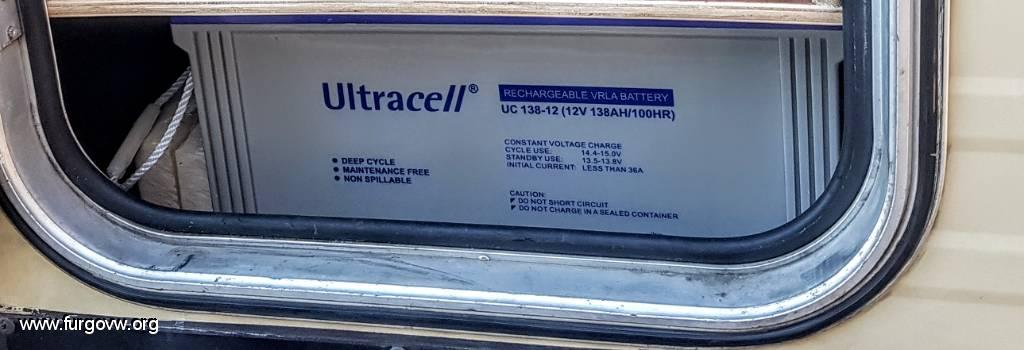 Ultracell®
RECHARGEABLE VRLA BATTERY
UC 138-12 (12V 138AH/100HR)
CONSTANT VOLTAGE CHARGE
CYCLE USE: 14.4-15.0V
STANDBY USE: 13.5-13.8V
INITIAL CURRENT: LESS THAN 36A
● DEEP CYCLE
● MAINTENANCE FREE
● NON SPILLABLE
CAUTION:
DO NOT SHORT CIRCUIT
DO NOT CHARGE IN A SEALED CONTAINER
www.furgovw.org